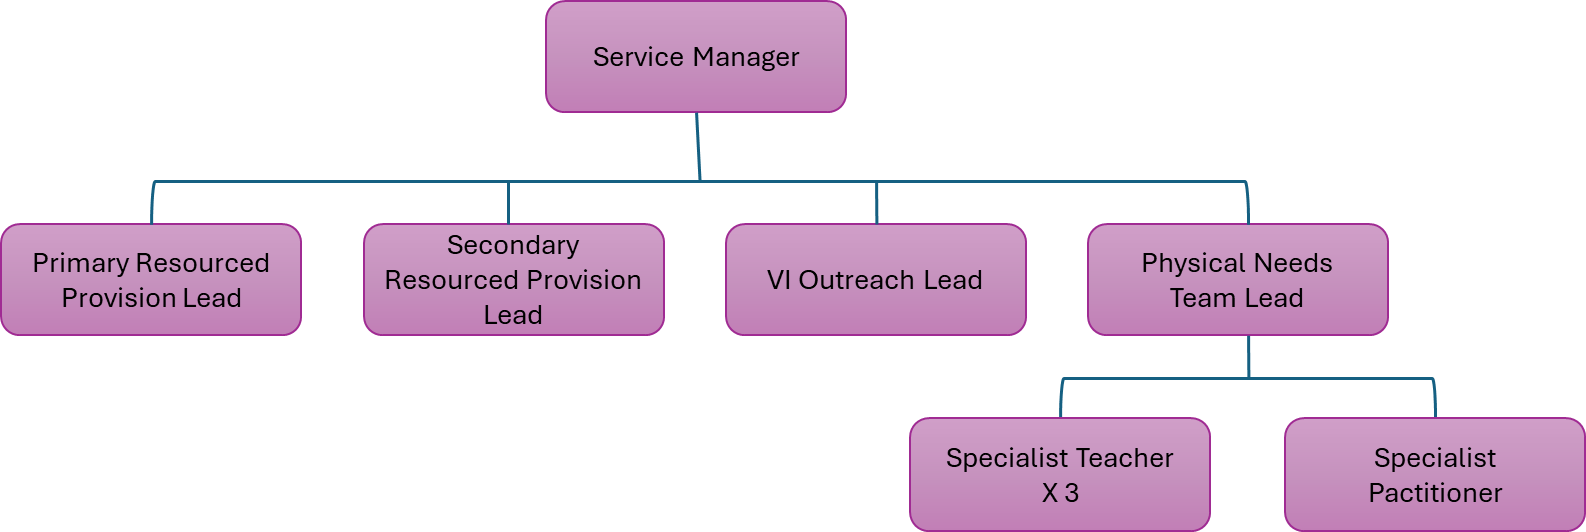 Service Manager
Primary Resourced
Provision Lead
Secondary
Resourced Provision
Lead
VI Outreach Lead
Physical Needs
Team Lead
Specialist Teacher
X 3
Specialist
Pactitioner